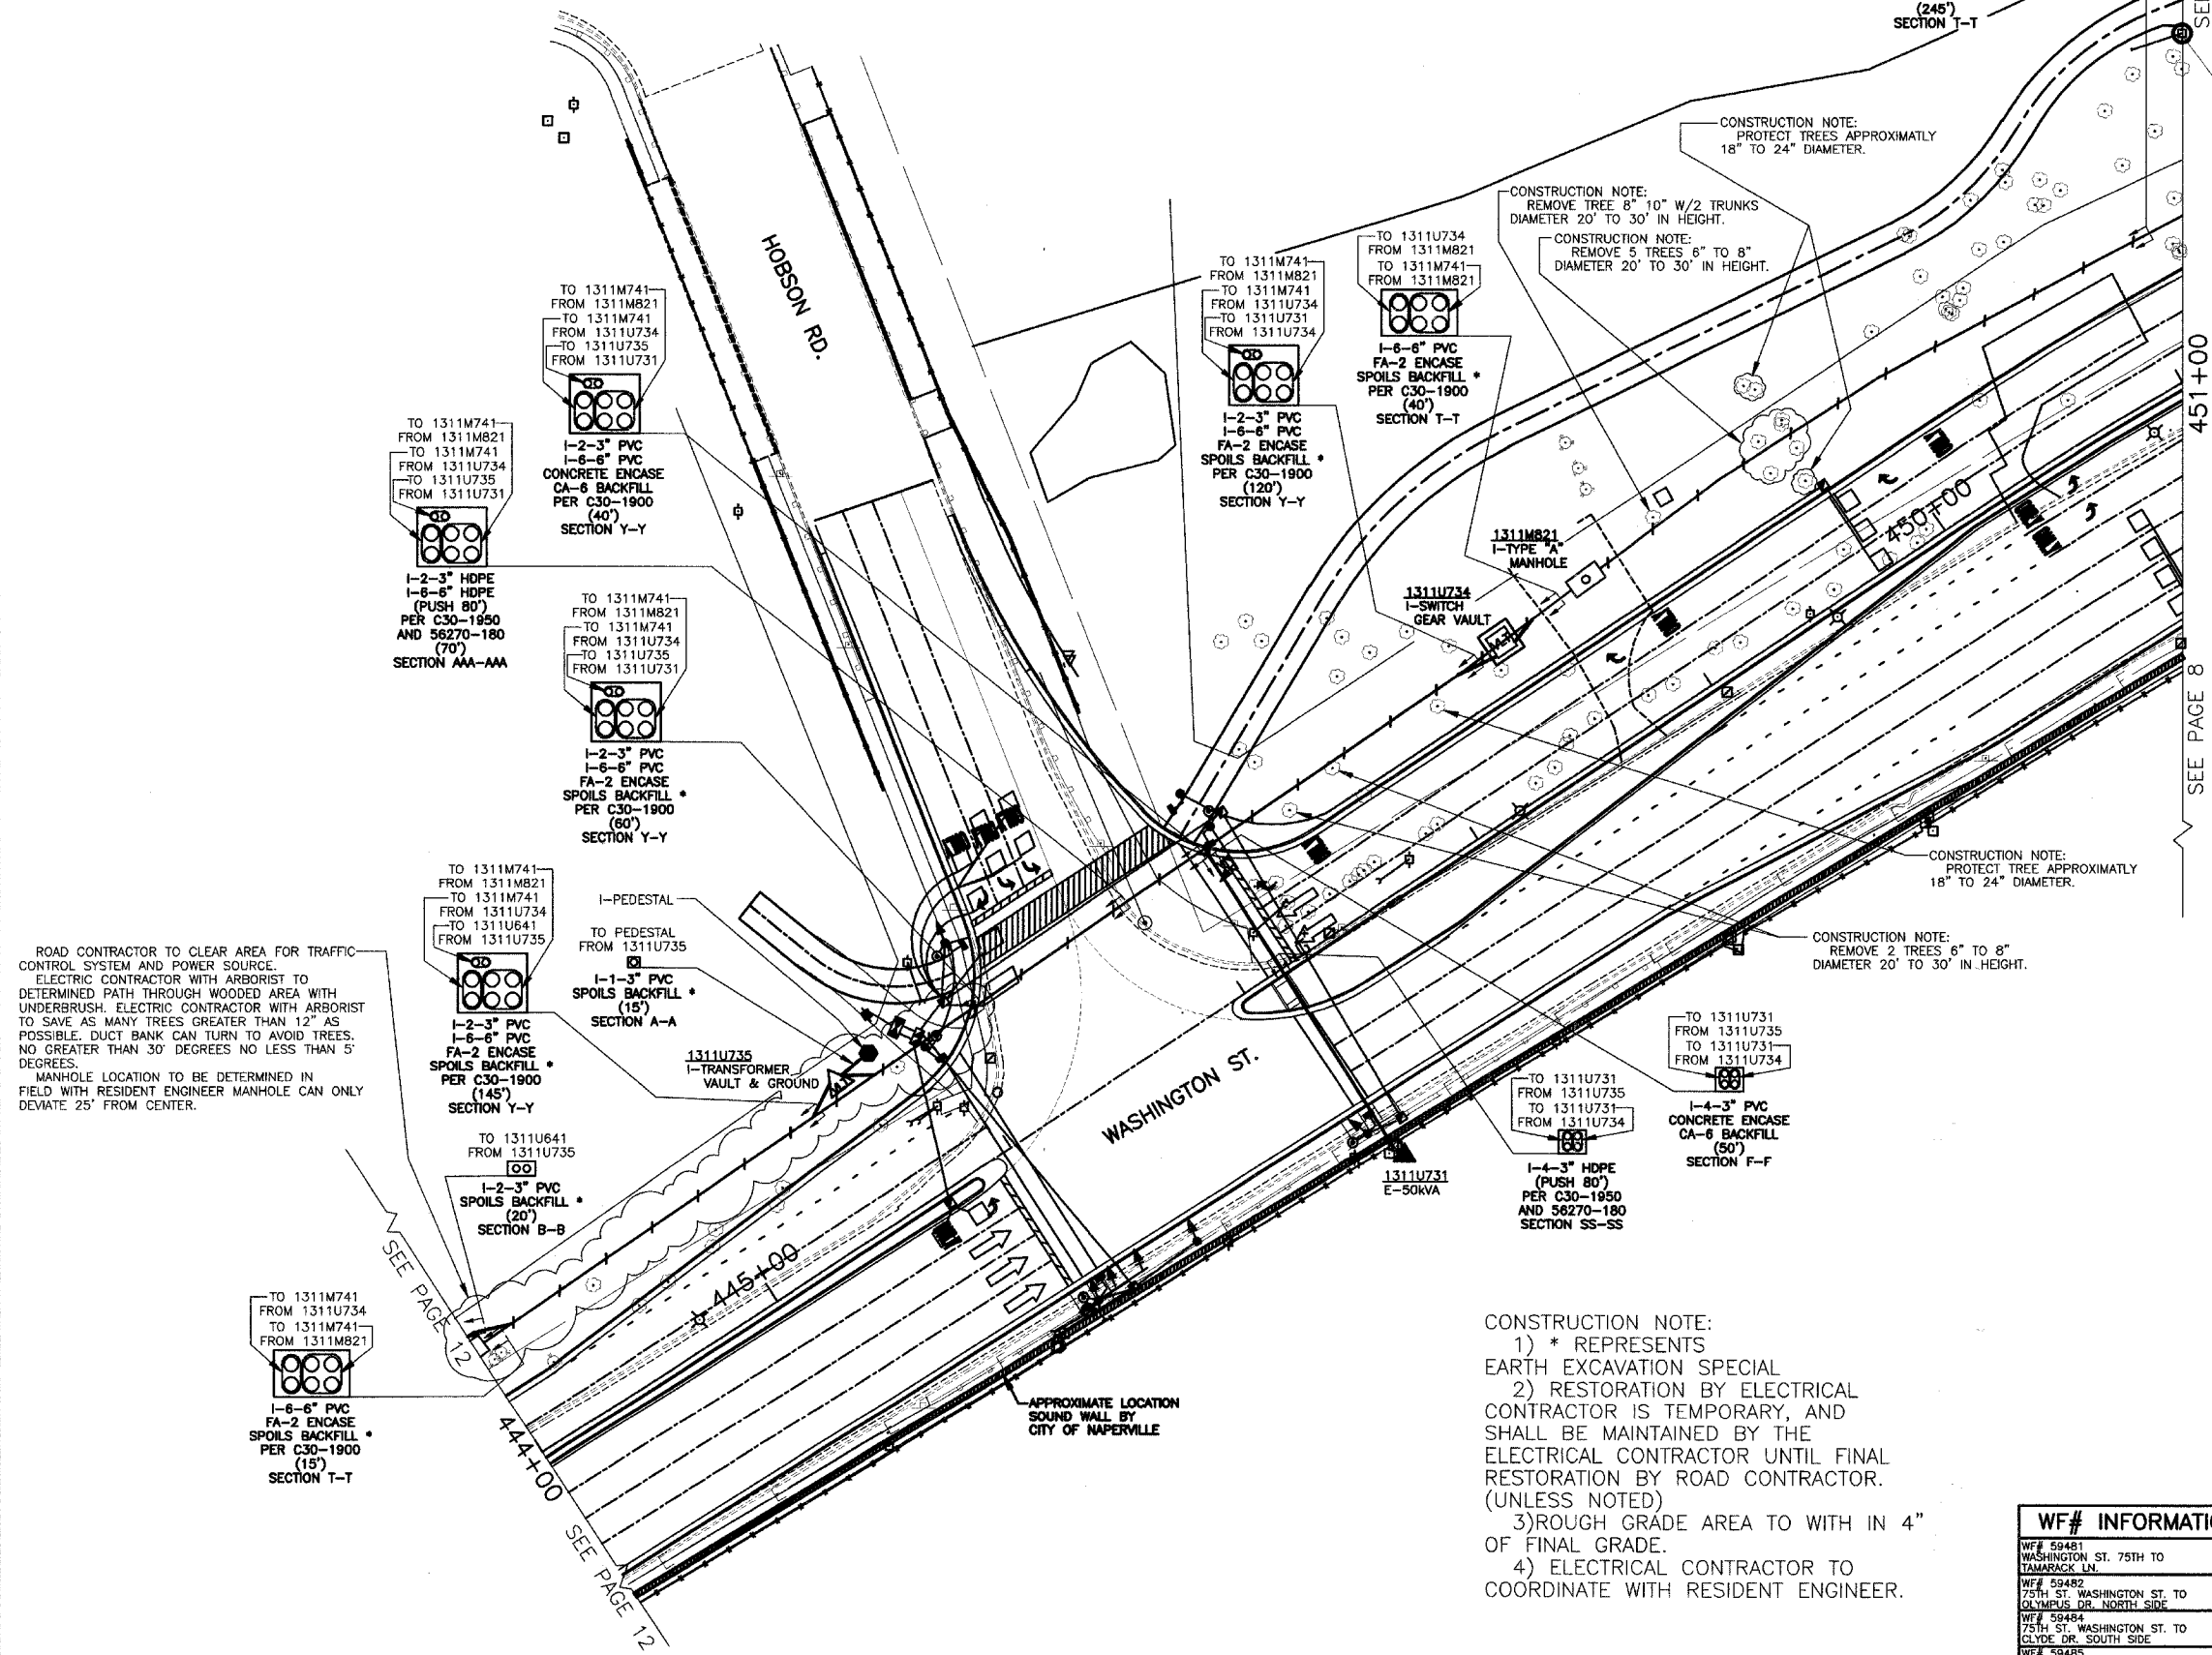 (245')
SECTION T-T
SEE
CONSTRUCTION NOTE:
PROTECT TREES APPROXIMATLY
18" TO 24" DIAMETER.
CONSTRUCTION NOTE:
REMOVE TREE 8" 10" W/2 TRUNKS
DIAMETER 20' TO 30' IN HEIGHT.
CONSTRUCTION NOTE:
REMOVE 5 TREES 6" TO 8"
DIAMETER 20' TO 30' IN HEIGHT.
HOBSON RD.
TO 1311U734
FROM 1311M821
TO 1311M741
FROM 1311M821
I-6-6" PVC
FA-2 ENCASE
SPOILS BACKFILL *
PER C30-1900
(40')
SECTION T-T
TO 1311M741
FROM 1311M821
TO 1311M741
FROM 1311U734
TO 1311U731
FROM 1311U734
I-2-3" PVC
I-6-6" PVC
FA-2 ENCASE
SPOILS BACKFILL *
PER C30-1900
(120')
SECTION Y-Y
TO 1311M741
FROM 1311M821
TO 1311M741
FROM 1311U734
TO 1311U735
FROM 1311U731
I-2-3" PVC
I-6-6" PVC
CONCRETE ENCASE
CA-6 BACKFILL
PER C30-1900
(40')
SECTION Y-Y
TO 1311M741
FROM 1311M821
TO 1311M741
FROM 1311U734
TO 1311U735
FROM 1311U731
I-2-3" HDPE
I-6-6" HDPE
(PUSH 80')
PER C30-1950
AND 56270-180
(70')
SECTION AAA-AAA
451+00
450+00
1311M821
I-TYPE "A"
MANHOLE
1311U734
I-SWITCH
GEAR VAULT
TO 1311M741
FROM 1311M821
TO 1311M741
FROM 1311U734
TO 1311U735
FROM 1311U731
I-2-3" PVC
I-6-6" PVC
FA-2 ENCASE
SPOILS BACKFILL *
PER C30-1900
(60')
SECTION Y-Y
SEE PAGE 8
CONSTRUCTION NOTE:
PROTECT TREE APPROXIMATLY
18" TO 24" DIAMETER.
CONSTRUCTION NOTE:
REMOVE 2 TREES 6" TO 8"
DIAMETER 20' TO 30' IN HEIGHT.
TO 1311M741
FROM 1311M821
TO 1311M741
FROM 1311U734
TO 1311U641
FROM 1311U735
I-2-3" PVC
I-6-6" PVC
FA-2 ENCASE
SPOILS BACKFILL *
PER C30-1900
(145')
SECTION Y-Y
I-PEDESTAL
TO PEDESTAL
FROM 1311U735
I-1-3" PVC
SPOILS BACKFILL *
(15')
SECTION A-A
1311U735
I-TRANSFORMER
VAULT & GROUND
ROAD CONTRACTOR TO CLEAR AREA FOR TRAFFIC
CONTROL SYSTEM AND POWER SOURCE.
ELECTRIC CONTRACTOR WITH ARBORIST TO
DETERMINED PATH THROUGH WOODED AREA WITH
UNDERBRUSH. ELECTRIC CONTRACTOR WITH ARBORIST
TO SAVE AS MANY TREES GREATER THAN 12" AS
POSSIBLE. DUCT BANK CAN TURN TO AVOID TREES.
NO GREATER THAN 30' DEGREES NO LESS THAN 5'
DEGREES.
MANHOLE LOCATION TO BE DETERMINED IN
FIELD WITH RESIDENT ENGINEER MANHOLE CAN ONLY
DEVIATE 25' FROM CENTER.
WASHINGTON ST.
TO 1311U731
FROM 1311U735
TO 1311U731
FROM 1311U734
I-4-3" PVC
CONCRETE ENCASE
CA-6 BACKFILL
(50')
SECTION F-F
TO 1311U731
FROM 1311U735
TO 1311U731
FROM 1311U734
I-4-3" HDPE
(PUSH 80')
PER C30-1950
AND 56270-180
SECTION SS-SS
1311U731
E-50kVA
TO 1311U641
FROM 1311U735
I-2-3" PVC
SPOILS BACKFILL *
(20')
SECTION B-B
445+00
SEE PAGE 12
TO 1311M741
FROM 1311U734
TO 1311M741
FROM 1311M821
I-6-6" PVC
FA-2 ENCASE
SPOILS BACKFILL *
PER C30-1900
(15')
SECTION T-T
444+00
SEE PAGE 12
APPROXIMATE LOCATION
SOUND WALL BY
CITY OF NAPERVILLE
CONSTRUCTION NOTE:
1) * REPRESENTS
EARTH EXCAVATION SPECIAL
2) RESTORATION BY ELECTRICAL
CONTRACTOR IS TEMPORARY, AND
SHALL BE MAINTAINED BY THE
ELECTRICAL CONTRACTOR UNTIL FINAL
RESTORATION BY ROAD CONTRACTOR.
(UNLESS NOTED)
3)ROUGH GRADE AREA TO WITH IN 4"
OF FINAL GRADE.
4) ELECTRICAL CONTRACTOR TO
COORDINATE WITH RESIDENT ENGINEER.
WF# INFORMATI
WF# 59481
WASHINGTON ST. 75TH TO
TAMARACK LN.
WF# 59482
75TH ST. WASHINGTON ST. TO
OLYMPUS DR. NORTH SIDE
WF# 59484
75TH ST. WASHINGTON ST. TO
CLYDE DR. SOUTH SIDE
WF# 59485